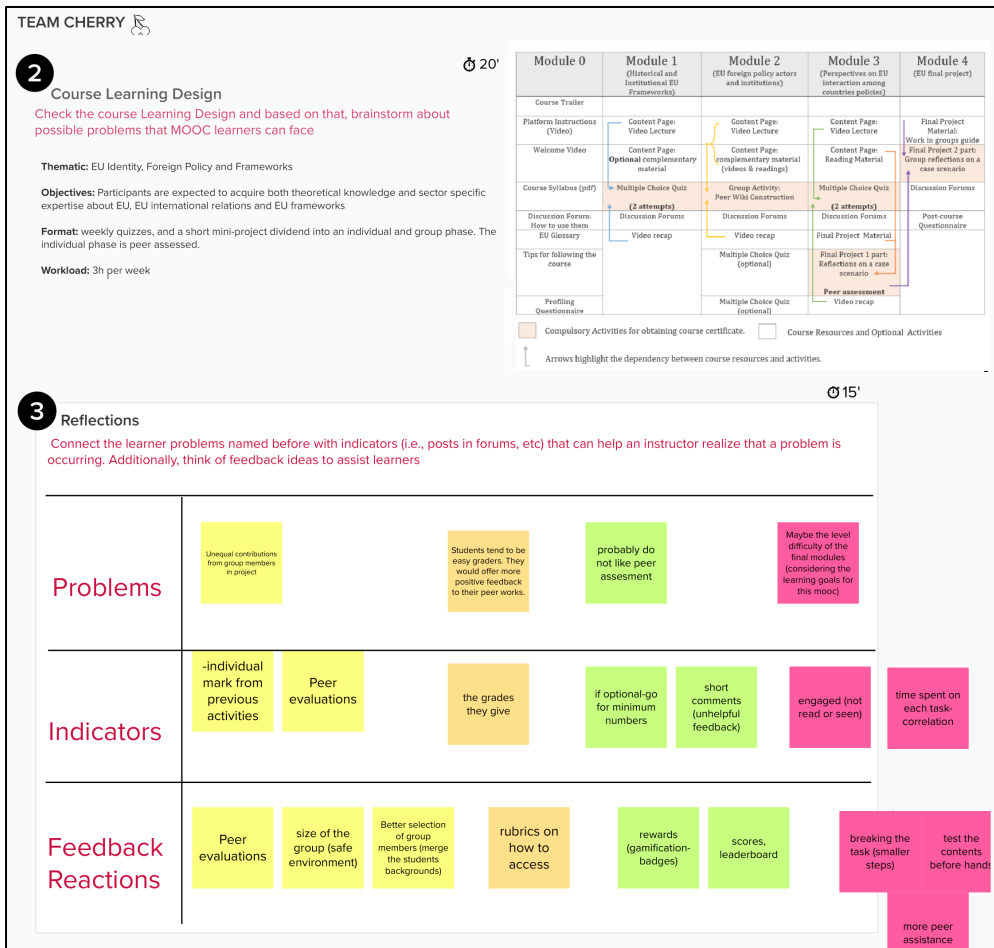 TEAM CHERRY
2
20'
Course Learning Design
Check the course Learning Design and based on that, brainstorm about
possible problems that MOOC learners can face
Thematic: EU Identity, Foreign Policy and Frameworks
Objectives: Participants are expected to acquire both theoretical knowledge and sector specific
expertise about EU, EU international relations and EU frameworks
Format: weekly quizzes, and a short mini-project dividend into an individual and group phase. The
individual phase is peer assessed.
Workload: 3h per week
Module 0
Module 1
(Historical and
Institutional EU
Frameworks)
Module 2
(EU foreign policy actors
and institutions)
Module 3
(Perspectives on EU
interaction among
countries policies)
Module 4
(EU final project)
Course Trailer
Platform Instructions
(Video)
Content Page:
Video Lecture
Content Page:
Video Lecture
Content Page:
Video Lecture
Final Project
Material:
Work in groups guide
Welcome Video
Content Page:
Optional complementary
material
Content Page:
complementary material
(videos & readings)
Content Page:
Reading Material
Final Project 2 part:
Group reflections on a
case scenario
Course Syllabus (pdf)
Multiple Choice Quiz
(2 attempts)
Group Activity:
Peer Wiki Construction
Multiple Choice Quiz
(2 attempts)
Discussion Forums
Discussion Forum:
How to use them
Discussion Forums
Discussion Forums
Discussion Forums
Post-course
Questionnaire
EU Glossary
Video recap
Video recap
Final Project Material
Tips for following the
course
Multiple Choice Quiz
(optional)
Final Project 1 part:
Reflections on a case
scenario
Peer assessment
Profiling
Questionnaire
Multiple Choice Quiz
(optional)
Video recap
Compulsory Activities for obtaining course certificate.
Course Resources and Optional Activities
Arrows highlight the dependency between course resources and activities.
15'
3
Reflections
Connect the learner problems named before with indicators (i.e., posts in forums, etc) that can help an instructor realize that a problem is
occurring. Additionally, think of feedback ideas to assist learners
Problems
Unequal contributions
from group members
in project
Students tend to be
easy graders. They
would offer more
positive feedback
to their peer works.
probably do
not like peer
assesment
Maybe the level
difficulty of the
final modules
(considering the
learning goals for
this mooc)
Indicators
-individual
mark from
previous
activities
Peer
evaluations
the grades
they give
if optional-go
for minimum
numbers
short
comments
(unhelpful
feedback)
engaged (not
read or seen)
time spent on
each task-
correlation
Feedback
Reactions
Peer
evaluations
size of the
group (safe
environment)
Better selection
of group
members (merge
the students
backgrounds)
rubrics on
how to
access
rewards
(gamification-
badges)
scores,
leaderboard
breaking the
task (smaller
steps)
test the
contents
before hands
more peer
assistance